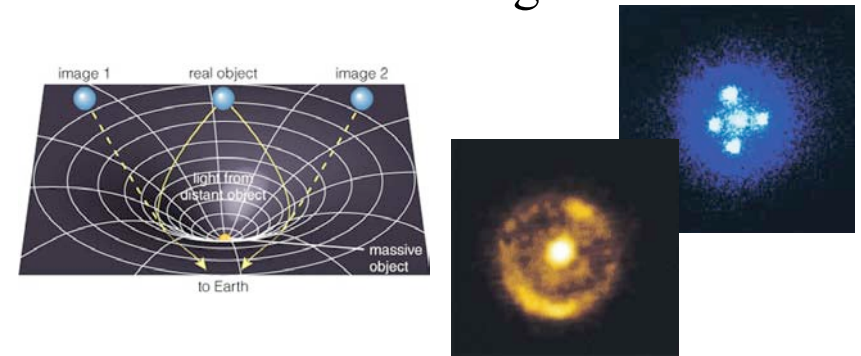 g
image 1
real object
image 2
light from
distant object
massive
object
to Earth